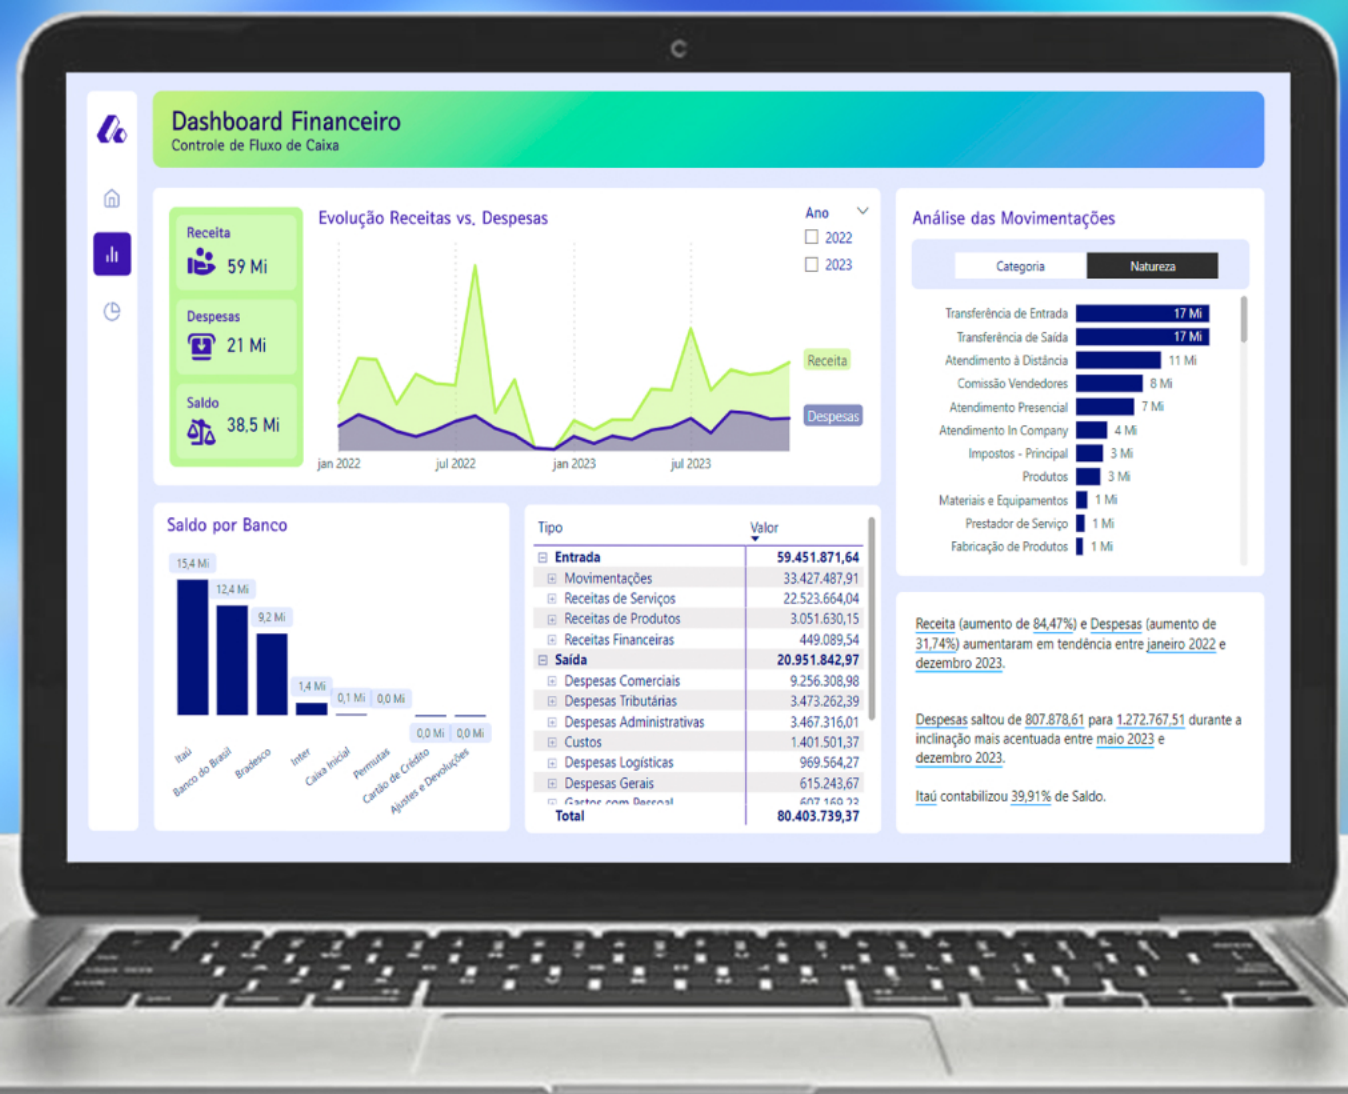 Dashboard Financeiro
Controle de Fluxo de Caixa
Receita
59 Mi
Despesas
21 Mi
Saldo
38,5 Mi
Evolução Receitas vs. Despesas
Ano
2022
2023
Receita
Despesas
jan 2022
jul 2022
jan 2023
jul 2023
Análise das Movimentações
Categoria
Natureza
Transferência de Entrada 17 Mi
Transferência de Saída 17 Mi
Atendimento à Distância 11 Mi
Comissão Vendedores 8 Mi
Atendimento Presencial 7 Mi
Atendimento In Company 4 Mi
Impostos - Principal 3 Mi
Produtos 3 Mi
Materiais e Equipamentos 1 Mi
Prestador de Serviço 1 Mi
Fabricação de Produtos 1 Mi
Saldo por Banco
15,4 Mi
12,4 Mi
9,2 Mi
1,4 Mi
0,1 Mi
0,0 Mi
0,0 Mi
0,0 Mi
Itaú
Banco do Brasil
Bradesco
Inter
Caixa Inicial
Permutas
Cartão de Crédito
Ajustes e Devoluções
Tipo Valor
Entrada 59.451.871,64
Movimentações 33.427.487,91
Receitas de Serviços 22.523.664,04
Receitas de Produtos 3.051.630,15
Receitas Financeiras 449.089,54
Saída 20.951.842,97
Despesas Comerciais 9.256.308,98
Despesas Tributárias 3.473.262,39
Despesas Administrativas 3.467.316,01
Custos 1.401.501,37
Despesas Logísticas 969.564,27
Despesas Gerais 615.243,67
Gastos com Pessoal 607.169,23
Total 80.403.739,37
Receita (aumento de 84,47%) e Despesas (aumento de
31,74%) aumentaram em tendência entre janeiro 2022 e
dezembro 2023.
Despesas saltou de 807.878,61 para 1.272.767,51 durante a
inclinação mais acentuada entre maio 2023 e
dezembro 2023.
Itaú contabilizou 39,91% de Saldo.